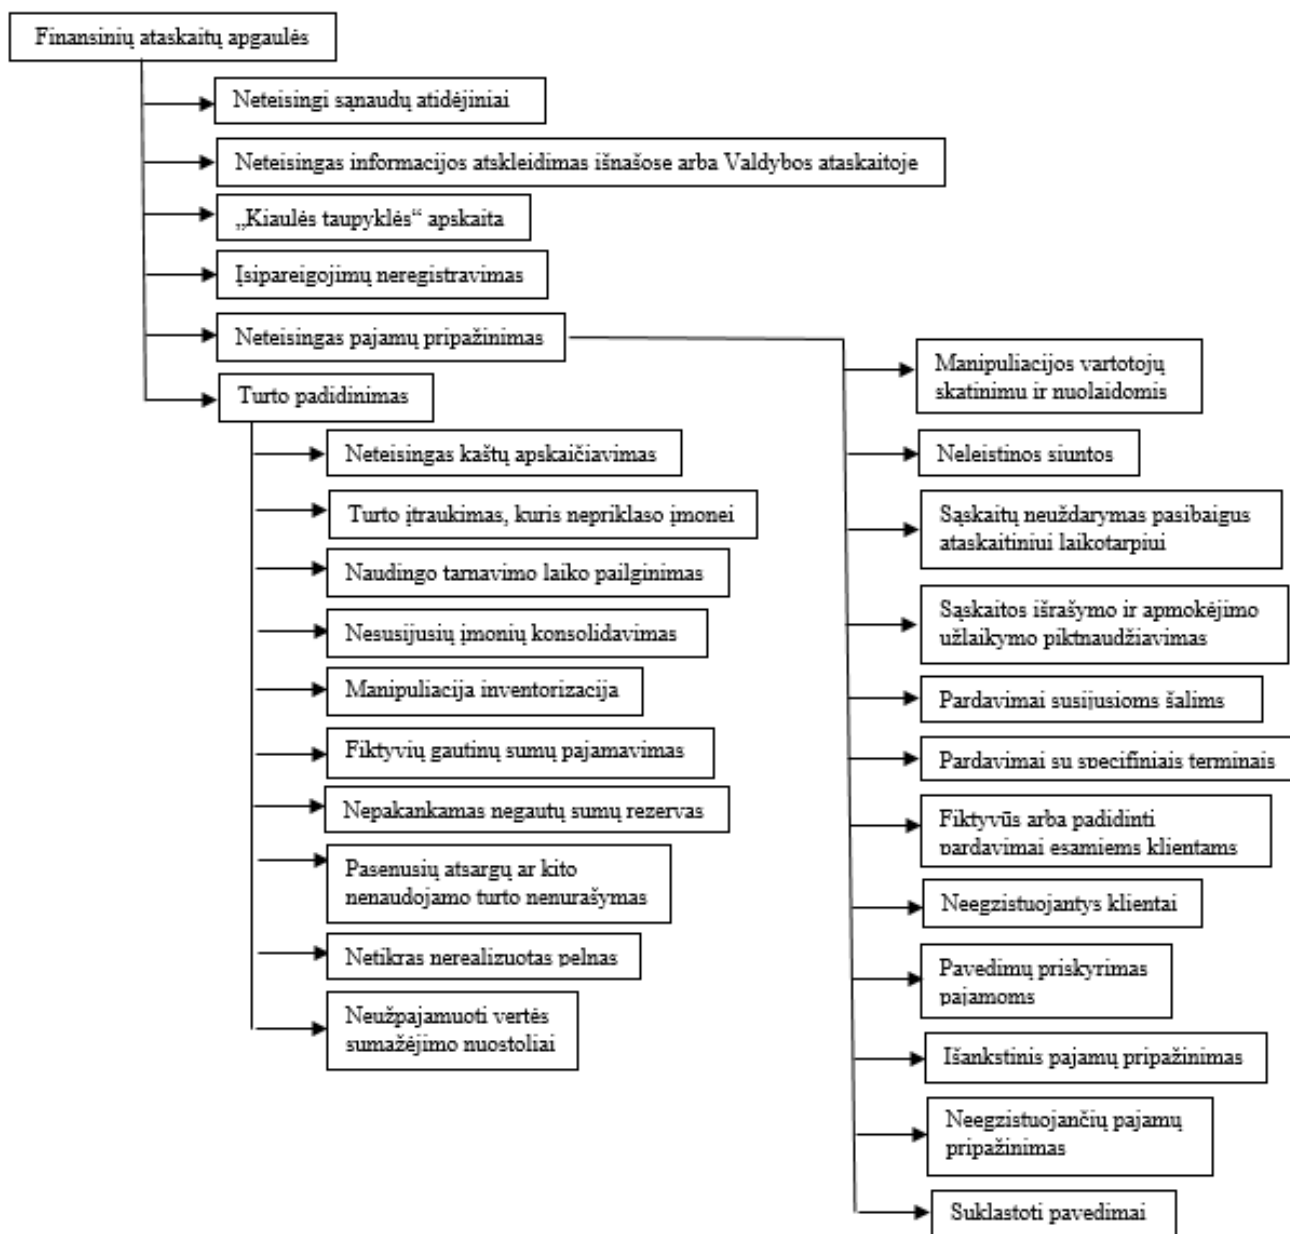 Finansinių ataskaitų apgaulės
Neteisingi sąnaudų atidėjiniai
Neteisingas informacijos atskleidimas išnašose arba Valdybos ataskaitoje
„Kiaulės taupyklės“ apskaita
Įsipareigojimų neregistravimas
Neteisingas pajamų pripažinimas
Turto padidinimas
Neteisingas kaštų apskaičiavimas
Turto įtraukimas, kuris nepriklaso įmonei
Naudingo tarnavimo laiko pailginimas
Nesusijusių įmonių konsolidavimas
Manipuliacija inventorizacija
Fiktyvių gautinų sumų pajamavimas
Nepakankamas negautų sumų rezervas
Pasenusių atsargų ar kito
nenaudojamo turto nenurašymas
Netikras nerealizuotas pelnas
Neužpajamuoti vertės
sumažėjimo nuostoliai
Manipuliacijos vartotojų
skatinimu ir nuolaidomis
Neleistinos siuntos
Sąskaitų neuždarymas pasibaigus
ataskaitiniui laikotarpiui
Sąskaitos išrašymo ir apmokėjimo
užlaikymo piktnaudžiavimas
Pardavimai susijusioms šalims
Pardavimai su specifiniais terminais
Fiktyvūs arba padidinti
pardavimai esamiems klientams
Neegzistuojantys klientai
Pavedimų priskyrimas
pajamoms
Išankstinis pajamų pripažinimas
Neegzistuojančių pajamų
pripažinimas
Suklastoti pavedimai